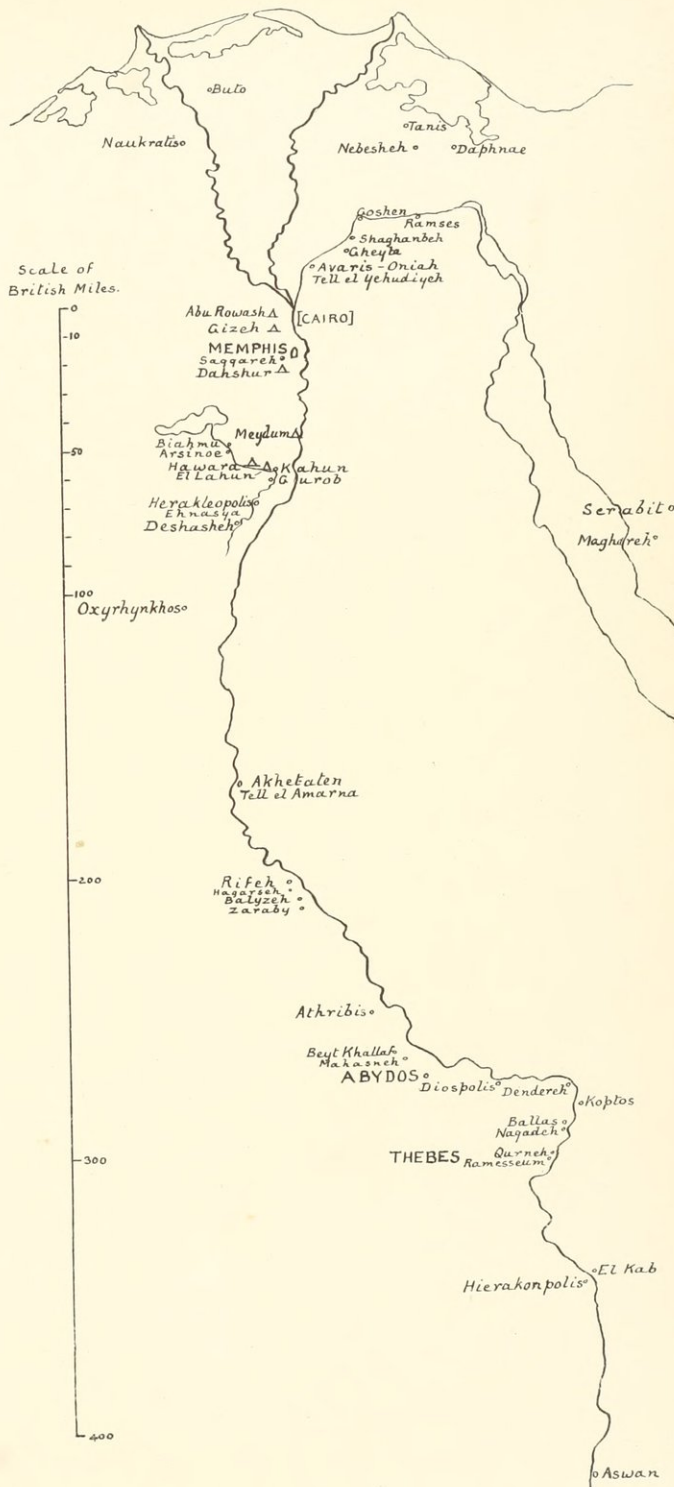 Buto
Tanis
Naukratis
Nebesheh
Daphnae
Goshen
Ramses
Shaghanbeh
Gheyta
Avaris-Oniah
Tell el Yehudiyeh
Scale of
British Miles.
0
10
50
100
200
300
400
Abu Rowash
[CAIRO]
Gizeh
MEMPHIS
Saqqareh
Dahshur
Meydum
Biahmu
Arsinoe
Hawara
Kahun
El Lahun
Gurob
Herakleopolis
Ehnasya
Deshasheh
Serabit
Maghareh
Oxyrhynkhos
Akhetaten
Tell el Amarna
Rifeh
Hagarseh
Balyzeh
Zaraby
Athribis
Beyt Khallaf
Mahasneh
ABYDOS
Diospolis
Dendereh
Koptos
Ballas
Naqadeh
THEBES
Qurneh
Ramesseum
El Kab
Hierakonpolis
Aswan